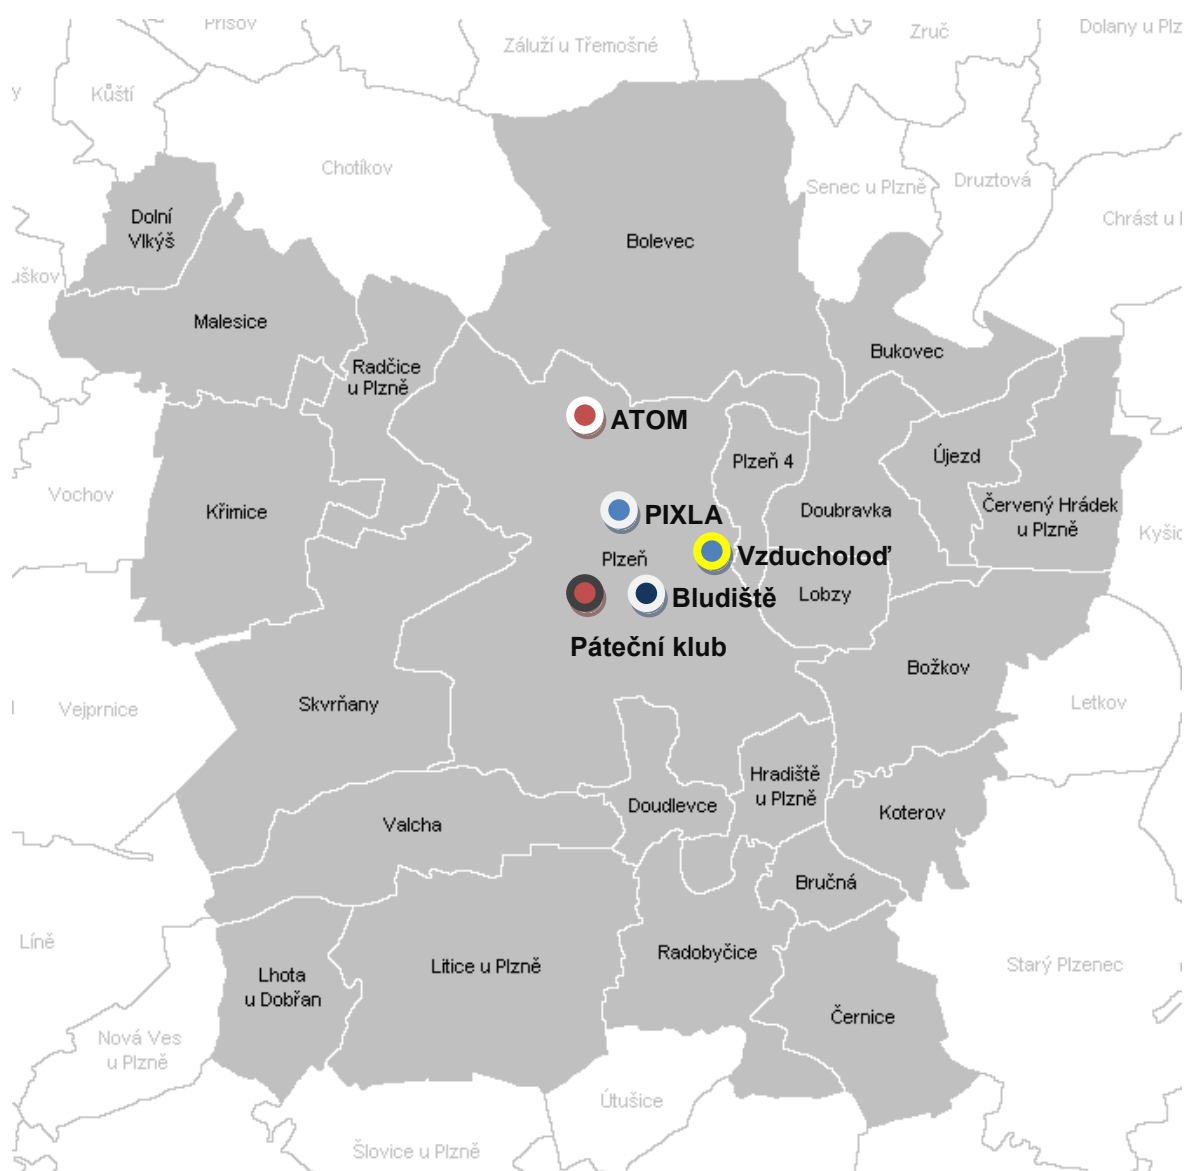 Příšov
Záluží u Třemošné
Zruč
Dolany u Plz
Kůští
Chotíkov
Senec u Plzně
Druztová
Chrást u
Dolní
Vlkýš
Bolevec
uškov
Malesice
Radčice
u Plzně
Bukovec
ATOM
Plzeň 4
Újezd
Vochov
Křimice
PIXLA
Doubravka
Červený Hrádek
u Plzně
Kyšic
Plzeň
Vzducholoď
Bludiště
Lobzy
Páteční klub
Božkov
Vejprnice
Skvrňany
Letkov
Hradiště
u Plzně
Valcha
Doudlevce
Koterov
Bručná
Líně
Lhota
u Dobřan
Litice u Plzně
Radobyčice
Starý Plzenec
Černice
Nová Ves
u Plzně
Útušice
Šlovice u Plzně